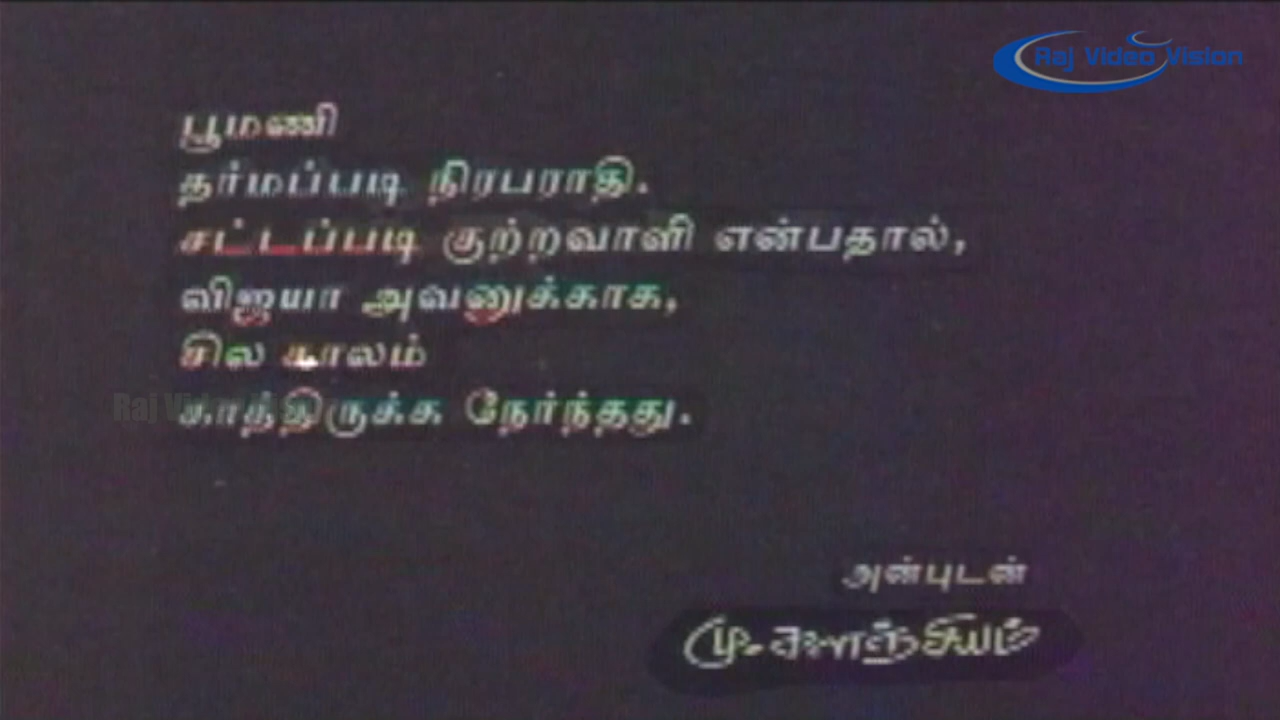 Raj Video Vision
பூமணி
தர்மப்படி நிரபராதி.
சட்டப்படி குற்றவாளி என்பதால்,
விஜயா அவனுக்காக,
சில காலம்
காத்திருக்க நேர்ந்தது.
அன்புடன்
மு. களஞ்சியம்